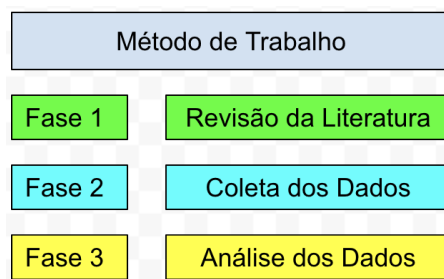 Método de Trabalho
Fase 1 Revisão da Literatura
Fase 2 Coleta dos Dados
Fase 3 Análise dos Dados